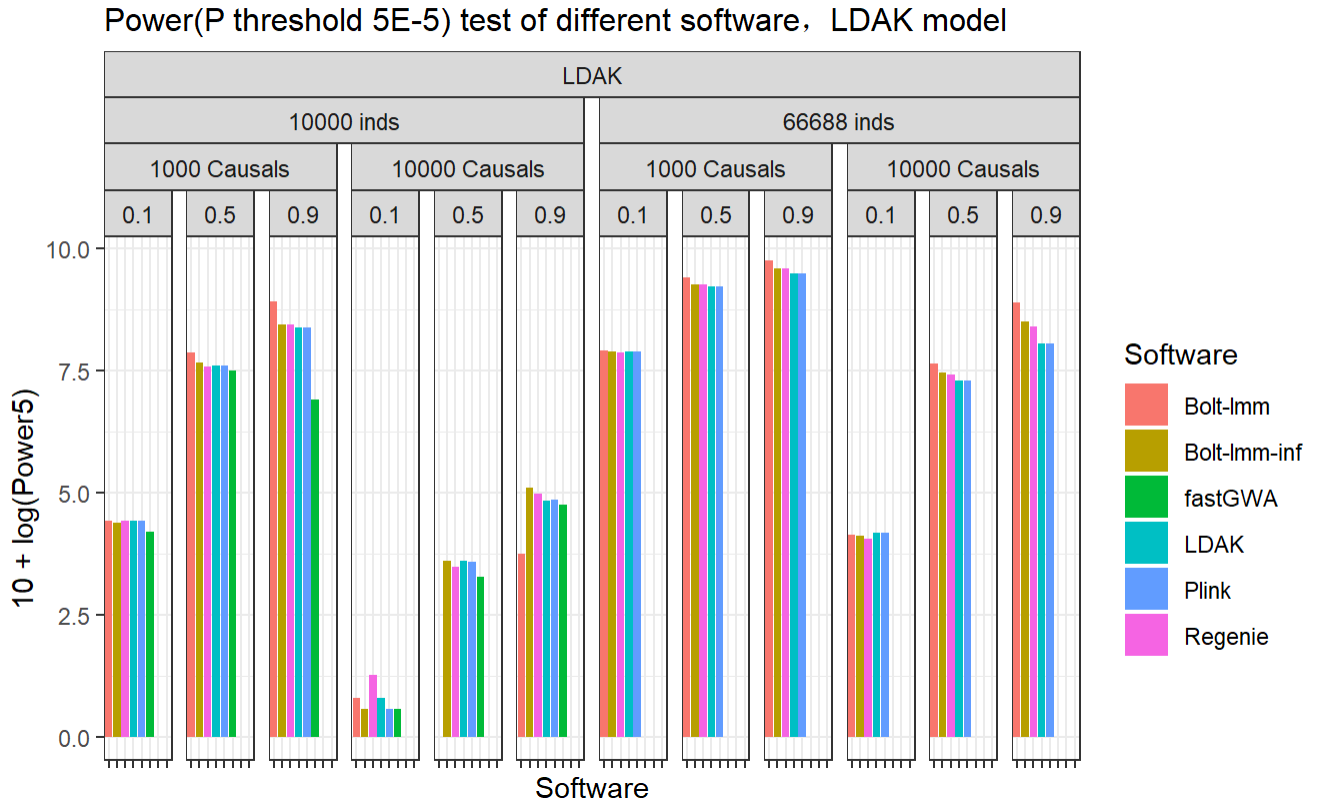 Power(P threshold 5E-5) test of different software，LDAK model
LDAK
10000 inds 66688 inds
1000 Causals 10000 Causals 1000 Causals 10000 Causals
0.1 0.5 0.9 0.1 0.5 0.9 0.1 0.5 0.9 0.1 0.5 0.9
10.0
7.5
5.0
2.5
0.0
10 + log(Power5)
Software
Software
Bolt-lmm
Bolt-lmm-inf
fastGWA
LDAK
Plink
Regenie